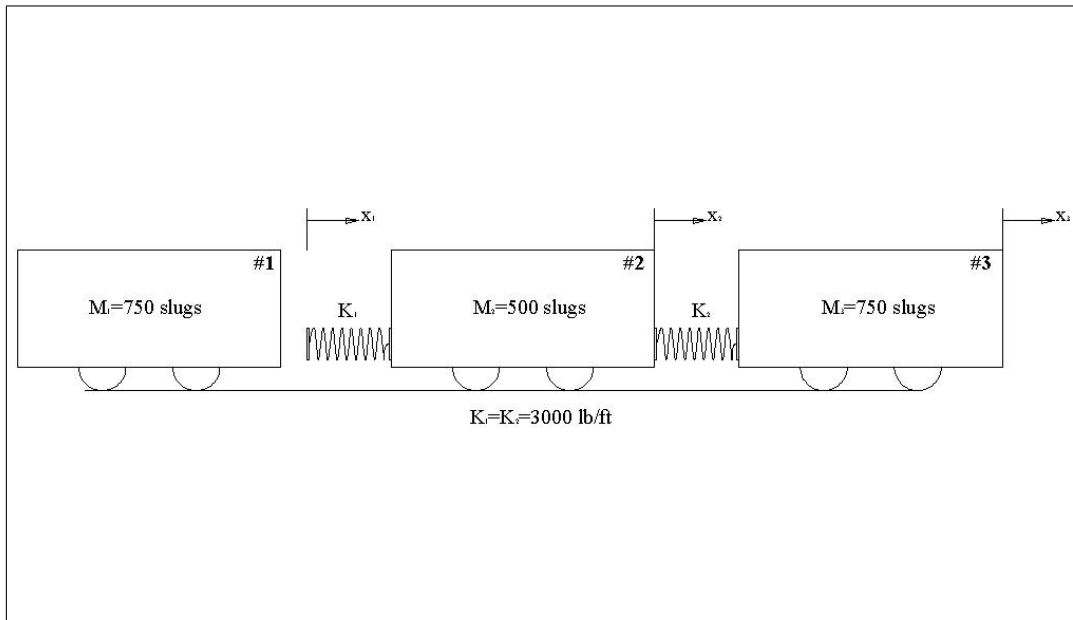 x₁ x₂ x₃
#1 #2 #3
M₁=750 slugs K₁ M₂=500 slugs K₂ M₃=750 slugs
K₁=K₂=3000 lb/ft